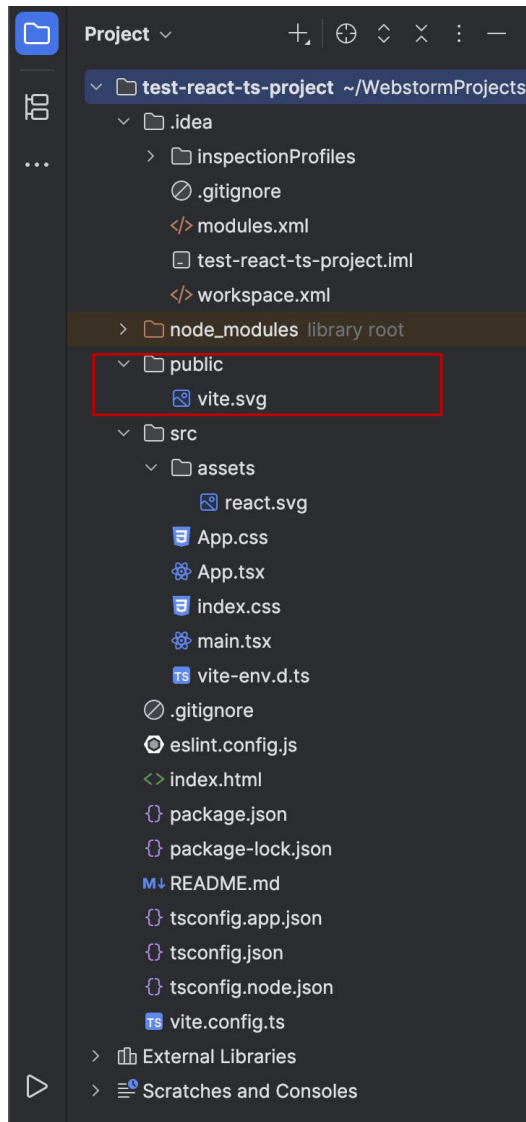 Project
test-react-ts-project ~/WebstormProjects
.idea
inspectionProfiles
.gitignore
modules.xml
test-react-ts-project.iml
workspace.xml
node_modules library root
public
vite.svg
src
assets
react.svg
App.css
App.tsx
index.css
main.tsx
TS vite-env.d.ts
.gitignore
eslint.config.js
index.html
package.json
package-lock.json
M↓ README.md
tsconfig.app.json
tsconfig.json
tsconfig.node.json
TS vite.config.ts
External Libraries
Scratches and Consoles